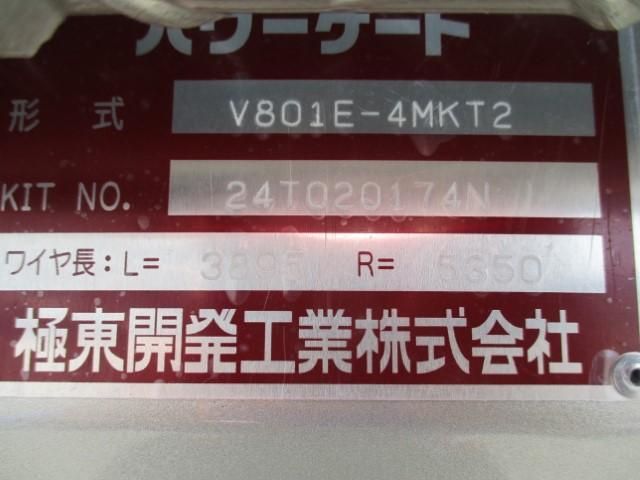 パワーゲート
形式 V801E-4MKT2
KIT NO. 24T020174N
ワイヤ長：L= 3895 R= 5350
極東開発工業株式会社